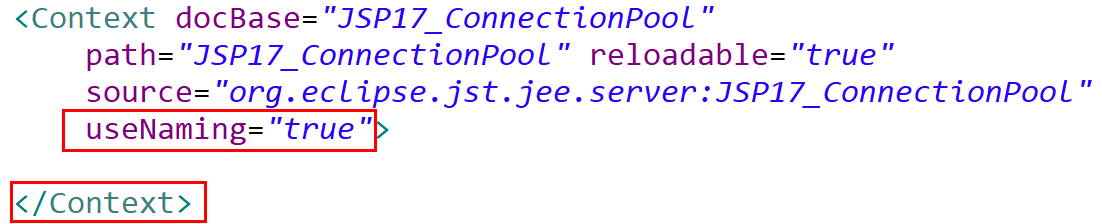 <Context docBase="JSP17_ConnectionPool"
path="JSP17_ConnectionPool" reloadable="true"
source="org.eclipse.jst.jee.server:JSP17_ConnectionPool"
useNaming="true">
</Context>